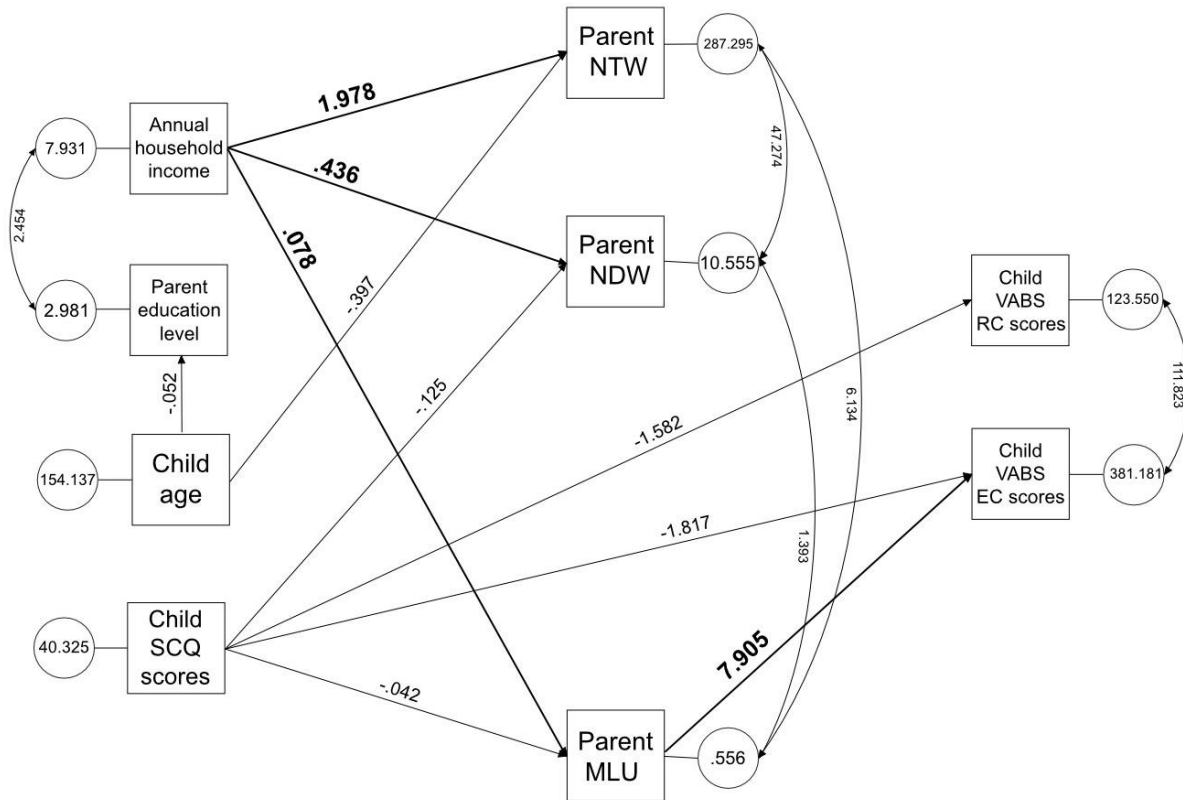 Parent
NTW
287.295
1.978
Annual
household
income
7.931
47.274
.436
.078
2.454
Parent
NDW
10.555
Parent
education
level
2.981
-.397
Child
VABS
RC scores
123.550
-.052
-.125
111.823
6.134
-1.582
Child
age
154.137
Child
VABS
EC scores
381.181
-1.817
1.393
Child
SCQ
scores
40.325
7.905
-.042
Parent
MLU
.556